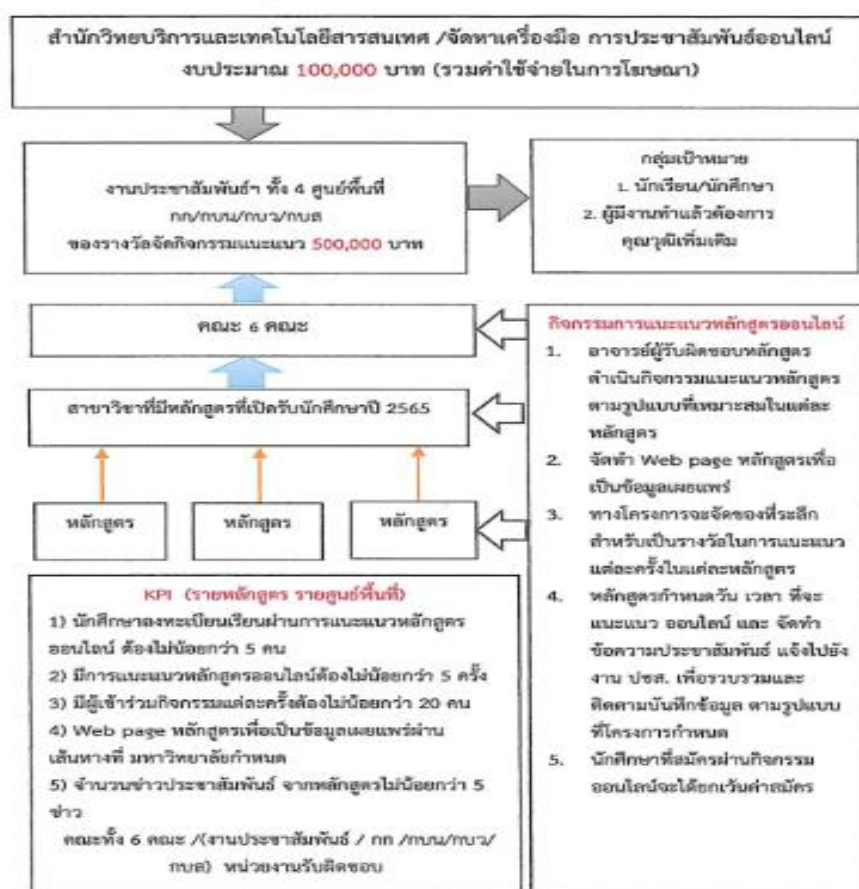 สำนักวิทยบริการและเทคโนโลยีสารสนเทศ /จัดหาเครื่องมือ การประชาสัมพันธ์ออนไลน์
งบประมาณ 100,000 บาท (รวมค่าใช้จ่ายในการโฆษณา)
งานประชาสัมพันธ์ฯ ทั้ง 4 ศูนย์พื้นที่
กก/กบน/กบว/กบส
ของรางวัลจัดกิจกรรมแนะแนว 500,000 บาท
กลุ่มเป้าหมาย
1. นักเรียน/นักศึกษา
2. ผู้มีงานทำแล้วต้องการ
คุณวุฒิเพิ่มเติม
คณะ 6 คณะ
สาขาวิชาที่มีหลักสูตรที่เปิดรับนักศึกษาปี 2565
หลักสูตร
หลักสูตร
หลักสูตร
กิจกรรมการแนะแนวหลักสูตรออนไลน์
1. อาจารย์ผู้รับผิดชอบหลักสูตร
ดำเนินกิจกรรมแนะแนวหลักสูตร
ตามรูปแบบที่เหมาะสมในแต่ละ
หลักสูตร
2. จัดทำ Web page หลักสูตรเพื่อ
เป็นข้อมูลเผยแพร่
3. ทางโครงการจะจัดของที่ระลึก
สำหรับเป็นรางวัลในการแนะแนว
แต่ละครั้งในแต่ละหลักสูตร
4. หลักสูตรกำหนดวัน เวลา ที่จะ
แนะแนว ออนไลน์ และ จัดทำ
ข้อความประชาสัมพันธ์ แจ้งไปยัง
งาน ปชส. เพื่อรวบรวมและ
ติดตามบันทึกข้อมูล ตามรูปแบบ
ที่โครงการกำหนด
5. นักศึกษาที่สมัครผ่านกิจกรรม
ออนไลน์จะได้ยกเว้นค่าสมัคร
KPI (รายหลักสูตร รายศูนย์พื้นที่)
1) นักศึกษาลงทะเบียนเรียนผ่านการแนะแนวหลักสูตร
ออนไลน์ ต้องไม่น้อยกว่า 5 คน
2) มีการแนะแนวหลักสูตรออนไลน์ต้องไม่น้อยกว่า 5 ครั้ง
3) มีผู้เข้าร่วมกิจกรรมแต่ละครั้งต้องไม่น้อยกว่า 20 คน
4) Web page หลักสูตรเพื่อเป็นข้อมูลเผยแพร่ผ่าน
เส้นทางที่ มหาวิทยาลัยกำหนด
5) จำนวนข่าวประชาสัมพันธ์ จากหลักสูตรไม่น้อยกว่า 5
ข่าว
คณะทั้ง 6 คณะ /(งานประชาสัมพันธ์ / กก /กบน/กบว/
กบส) หน่วยงานรับผิดชอบ